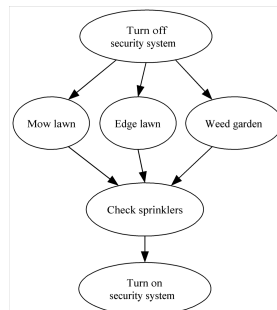 Turn off
security system
Mow lawn
Edge lawn
Weed garden
Check sprinklers
Turn on
security system